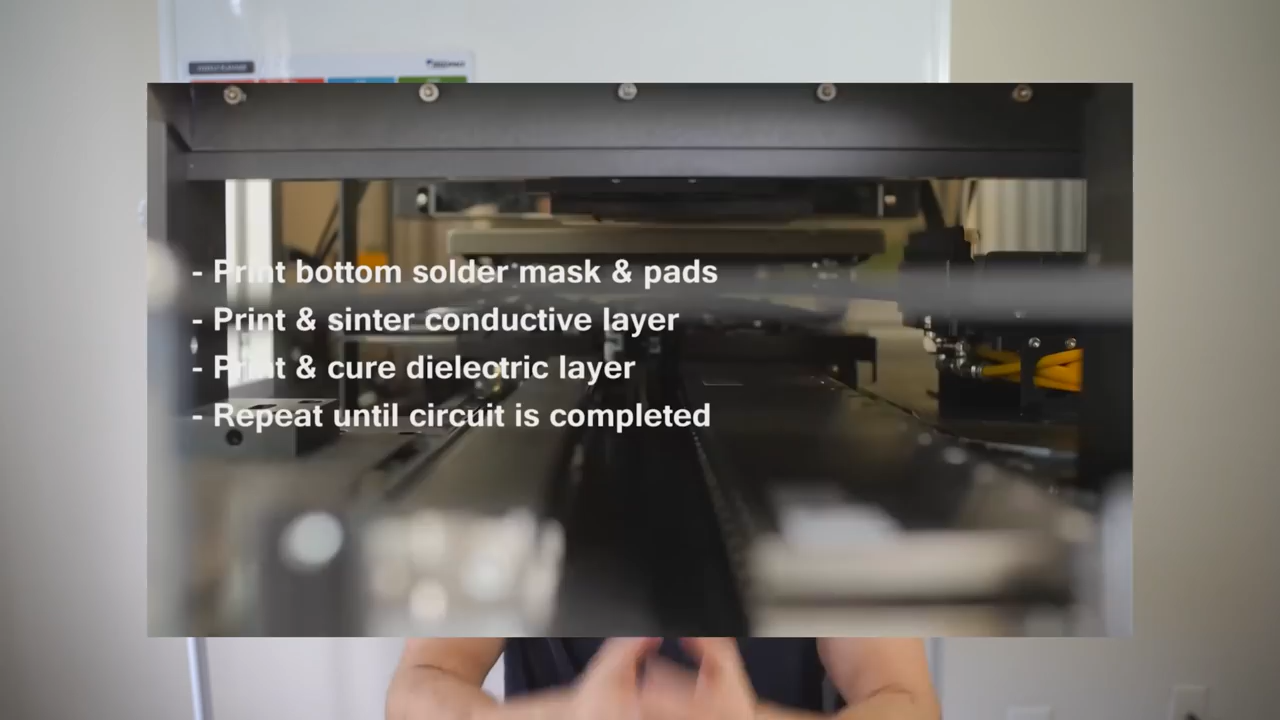 - Print bottom solder mask & pads
- Print & sinter conductive layer
- Print & cure dielectric layer
- Repeat until circuit is completed